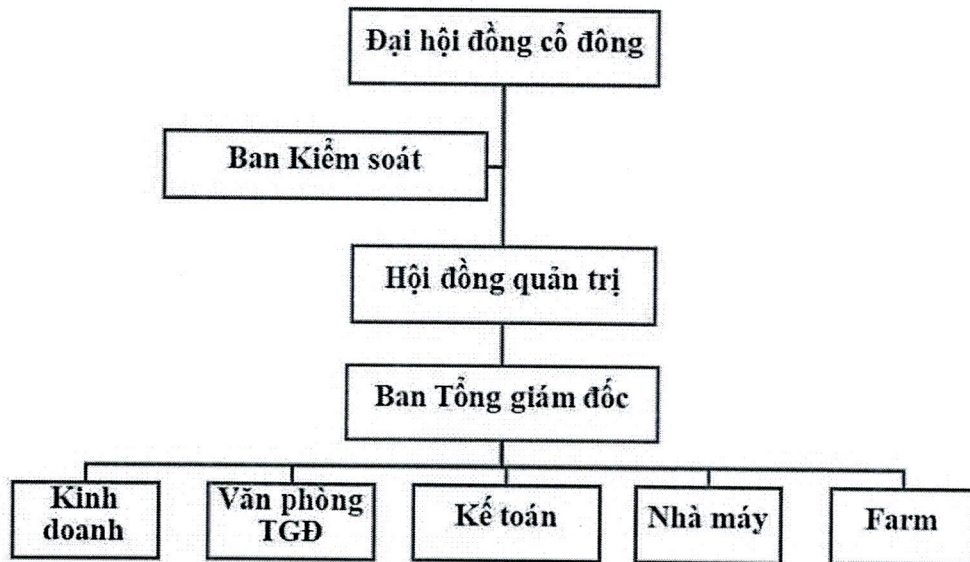 Đại hội đồng cổ đông
Ban Kiểm soát
Hội đồng quản trị
Ban Tổng giám đốc
Kinh
doanh
Văn phòng
TGĐ
Kế toán
Nhà máy
Farm